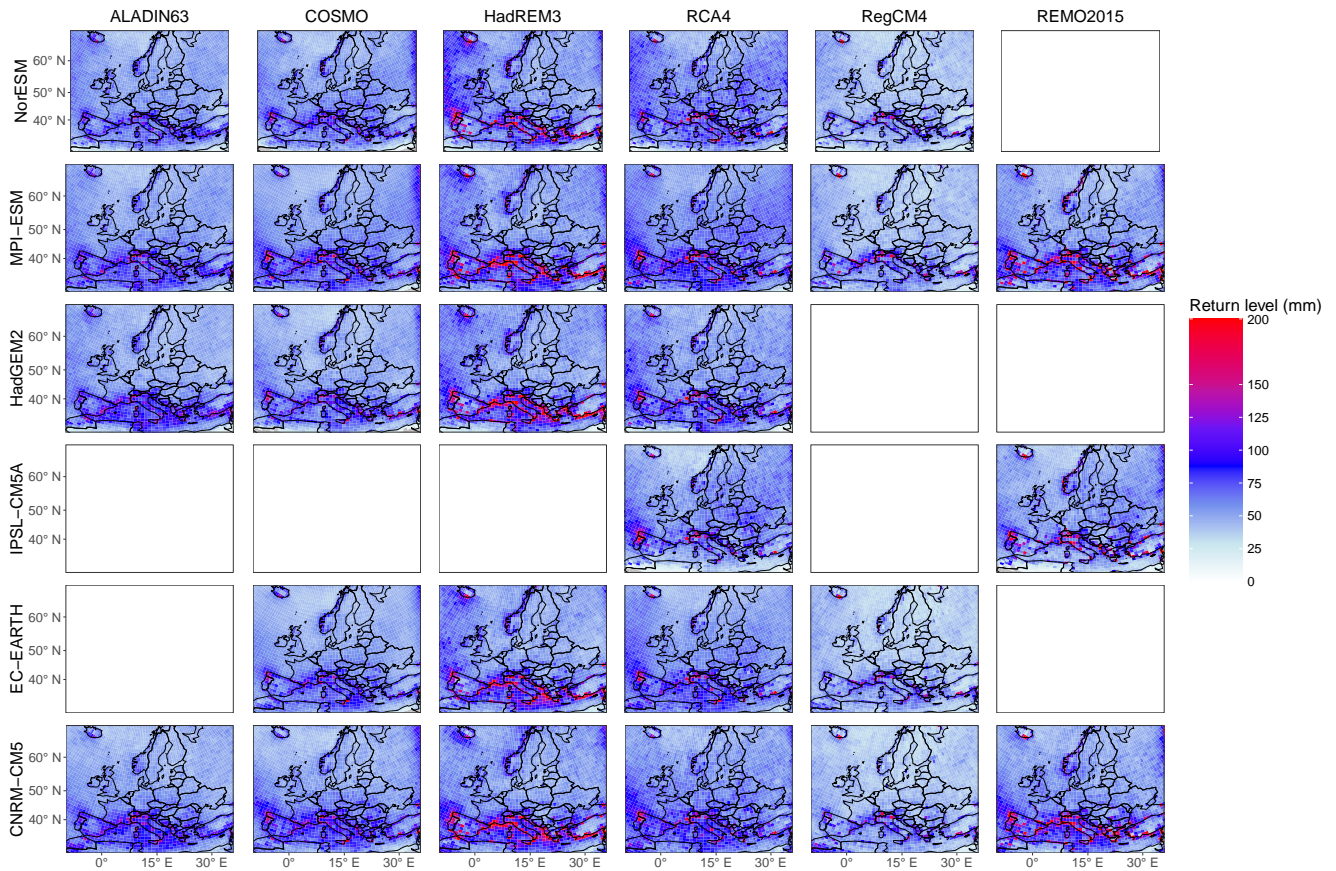 ALADIN63 COSMO HadREM3 RCA4 RegCM4 REMO2015
NorESM
60° N
50° N
40° N
MPI−ESM
60° N
50° N
40° N
HadGEM2
60° N
50° N
40° N
IPSL−CM5A
60° N
50° N
40° N
EC−EARTH
60° N
50° N
40° N
CNRM−CM5
60° N
50° N
40° N
0° 15° E 30° E 0° 15° E 30° E 0° 15° E 30° E 0° 15° E 30° E 0° 15° E 30° E 0° 15° E 30° E
Return level (mm)
200
150
125
100
75
50
25
0